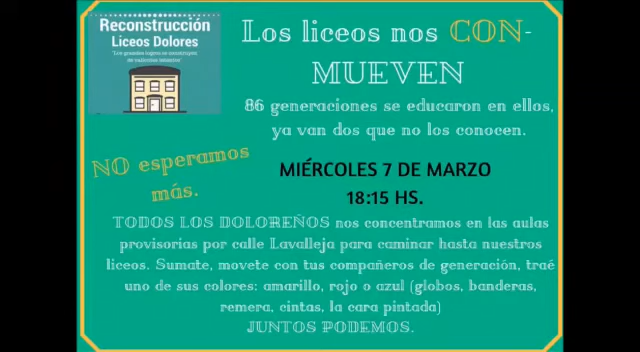 Reconstrucción
Liceos Dolores
Los liceos nos CON-
MUEVEN
86 generaciones se educaron en ellos,
ya van dos que no los conocen.
NO esperamos
más.
MIÉRCOLES 7 DE MARZO
18:15 HS.
TODOS LOS DOLOREÑOS nos concentramos en las aulas
provisorias por calle Lavalleja para caminar hasta nuestros
liceos. Sumate, movete con tus compañeros de generación, traé
uno de sus colores: amarillo, rojo o azul (globos, banderas,
remera, cintas, la cara pintada)
JUNTOS PODEMOS.